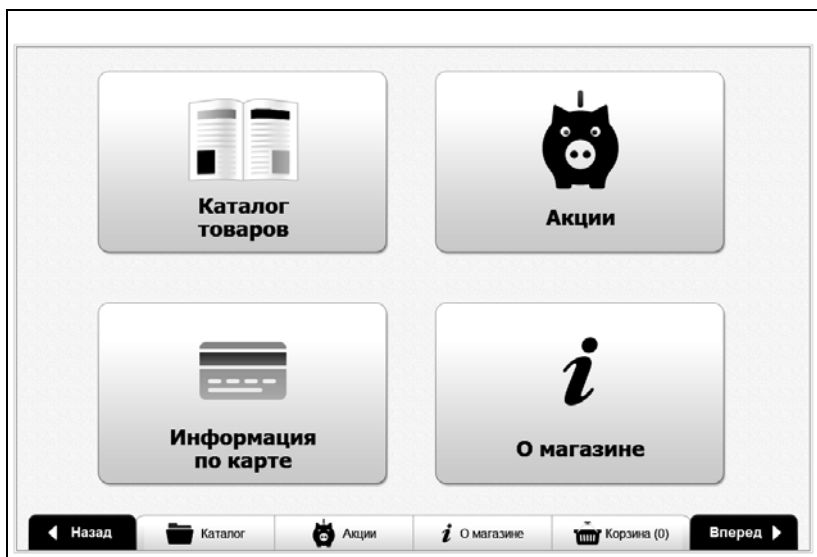 Каталог
товаров
Акции
Информация
по карте
i
О магазине
Назад
Каталог
Акции
i О магазине
Корзина (0)
Вперед